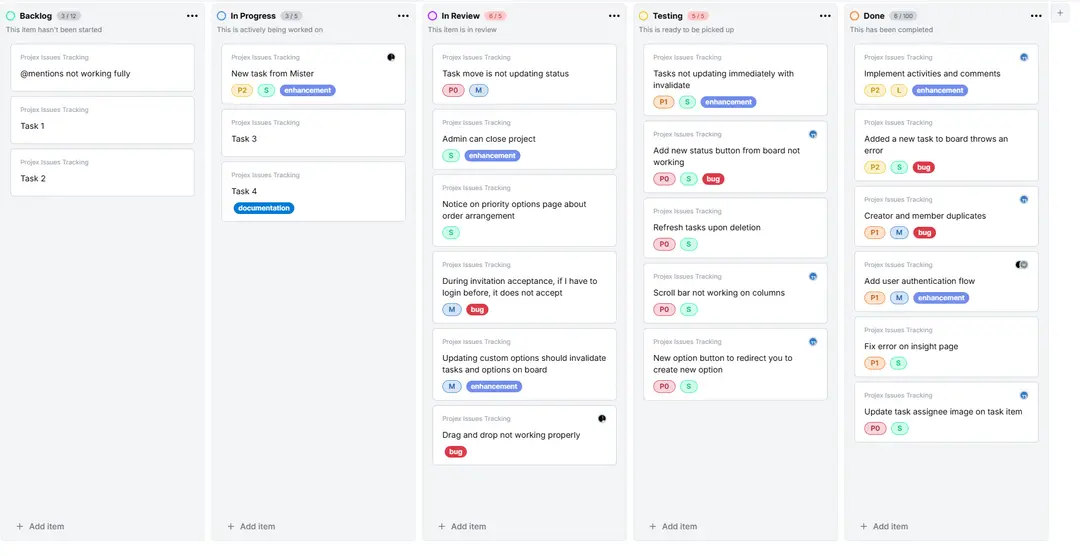 Backlog 3 / 12
This item hasn't been started
Projex Issues Tracking
@mentions not working fully
Projex Issues Tracking
Task 1
Projex Issues Tracking
Task 2
+ Add item
In Progress 3 / 5
This is actively being worked on
Projex Issues Tracking
New task from Mister
P2 S enhancement
Projex Issues Tracking
Task 3
Projex Issues Tracking
Task 4
documentation
+ Add item
In Review 6 / 5
This item is in review
Projex Issues Tracking
Task move is not updating status
P0 M
Projex Issues Tracking
Admin can close project
S enhancement
Projex Issues Tracking
Notice on priority options page about
order arrangement
S
Projex Issues Tracking
During invitation acceptance, if I have to
login before, it does not accept
M bug
Projex Issues Tracking
Updating custom options should invalidate
tasks and options on board
M enhancement
Projex Issues Tracking
Drag and drop not working properly
bug
+ Add item
Testing 5 / 5
This is ready to be picked up
Projex Issues Tracking
Tasks not updating immediately with
invalidate
P1 S enhancement
Projex Issues Tracking
Add new status button from board not
working
P0 S bug
Projex Issues Tracking
Refresh tasks upon deletion
P0 S
Projex Issues Tracking
Scroll bar not working on columns
P0 S
Projex Issues Tracking
New option button to redirect you to
create new option
P0 S
+ Add item
Done 8 / 100
This has been completed
Projex Issues Tracking
Implement activities and comments
P2 L enhancement
Projex Issues Tracking
Added a new task to board throws an
error
P2 S bug
Projex Issues Tracking
Creator and member duplicates
P1 M bug
Projex Issues Tracking
Add user authentication flow
P1 M enhancement
Projex Issues Tracking
Fix error on insight page
P1 S
Projex Issues Tracking
Update task assignee image on task item
P0 S
+ Add item
+